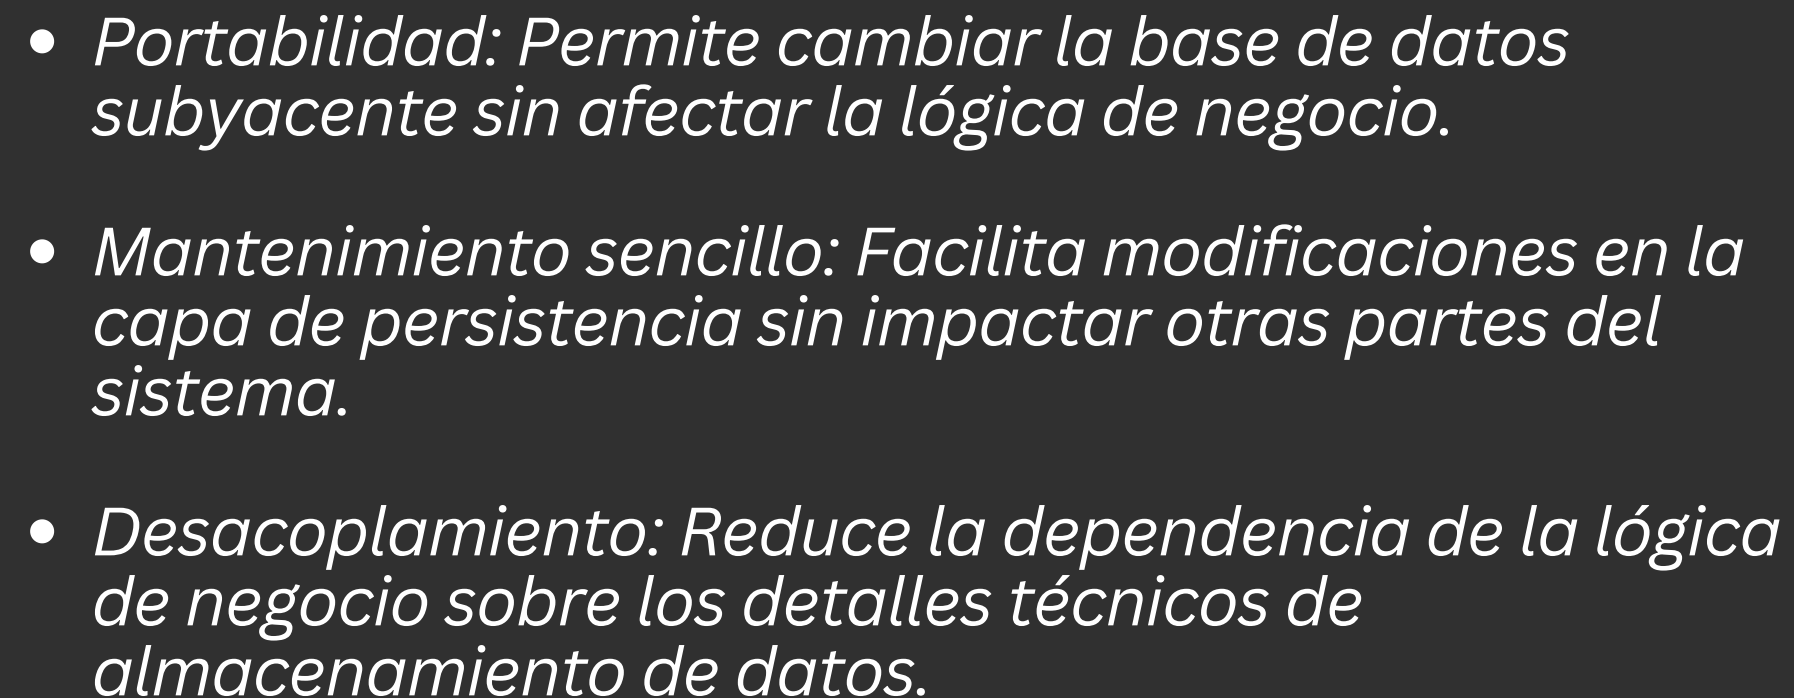 • Portabilidad: Permite cambiar la base de datos
subyacente sin afectar la lógica de negocio.
• Mantenimiento sencillo: Facilita modificaciones en la
capa de persistencia sin impactar otras partes del
sistema.
• Desacoplamiento: Reduce la dependencia de la lógica
de negocio sobre los detalles técnicos de
almacenamiento de datos.